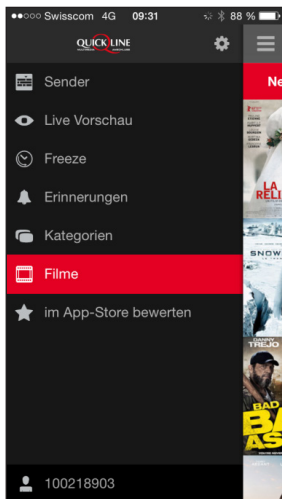 Swisscom 4G 09:31 88 %
QUICKLINE
Ne
Sender
Live Vorschau
Freeze
Erinnerungen
Kategorien
Filme
im App-Store bewerten
100218903
LA
RELI
SNOW
DANNY
TREJO
BAD
AS